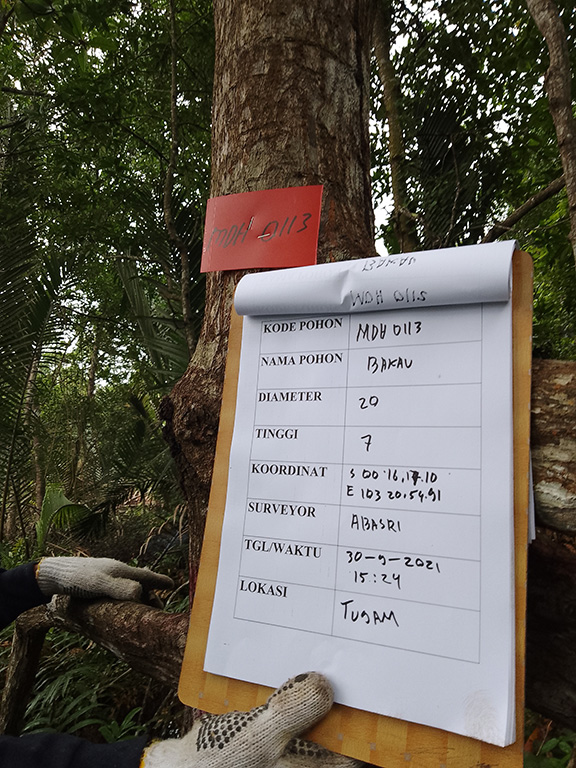 MDH 0113
BAKAU
MDH 0115
KODE POHON MDH 0113
NAMA POHON BAKAU
DIAMETER 20
TINGGI 7
KOORDINAT S 00.16.17.10
E 103 20.54.91
SURVEYOR ABASRI
TGL/WAKTU 30-9-2021
15:24
LOKASI TUJAM